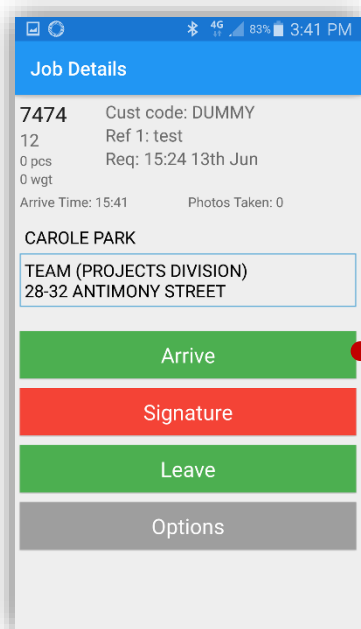 4G 83% 3:41 PM
Job Details
7474 Cust code: DUMMY
12 Ref 1: test
0 pcs Req: 15:24 13th Jun
0 wgt
Arrive Time: 15:41 Photos Taken: 0
CAROLE PARK
TEAM (PROJECTS DIVISION)
28-32 ANTIMONY STREET
Arrive
Signature
Leave
Options